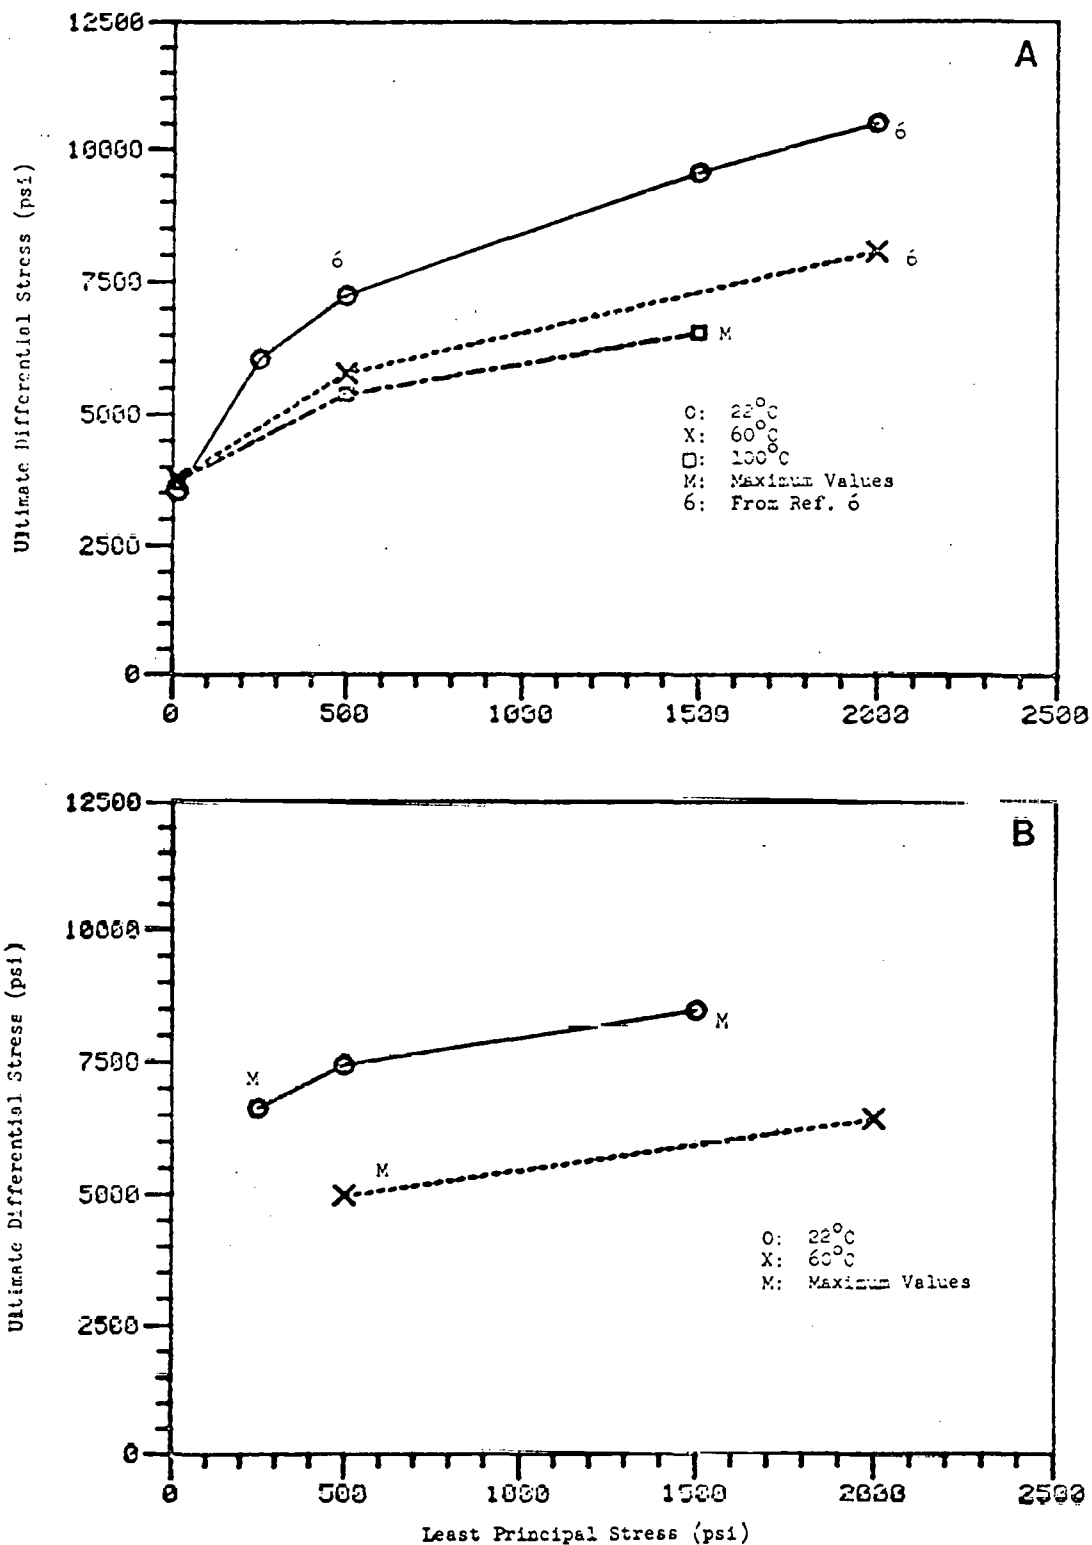 A
12500
10000
7500
5000
2500
0
Ultimate Differential Stress (psi)
6
6
6
M
O: 22°C
X: 60°C
□: 100°C
M: Maximum Values
6: From Ref. 6
0 500 1000 1500 2000 2500
B
12500
10000
7500
5000
2500
0
Ultimate Differential Stress (psi)
M
M
M
O: 22°C
X: 60°C
M: Maximum Values
0 500 1000 1500 2000 2500
Least Principal Stress (psi)